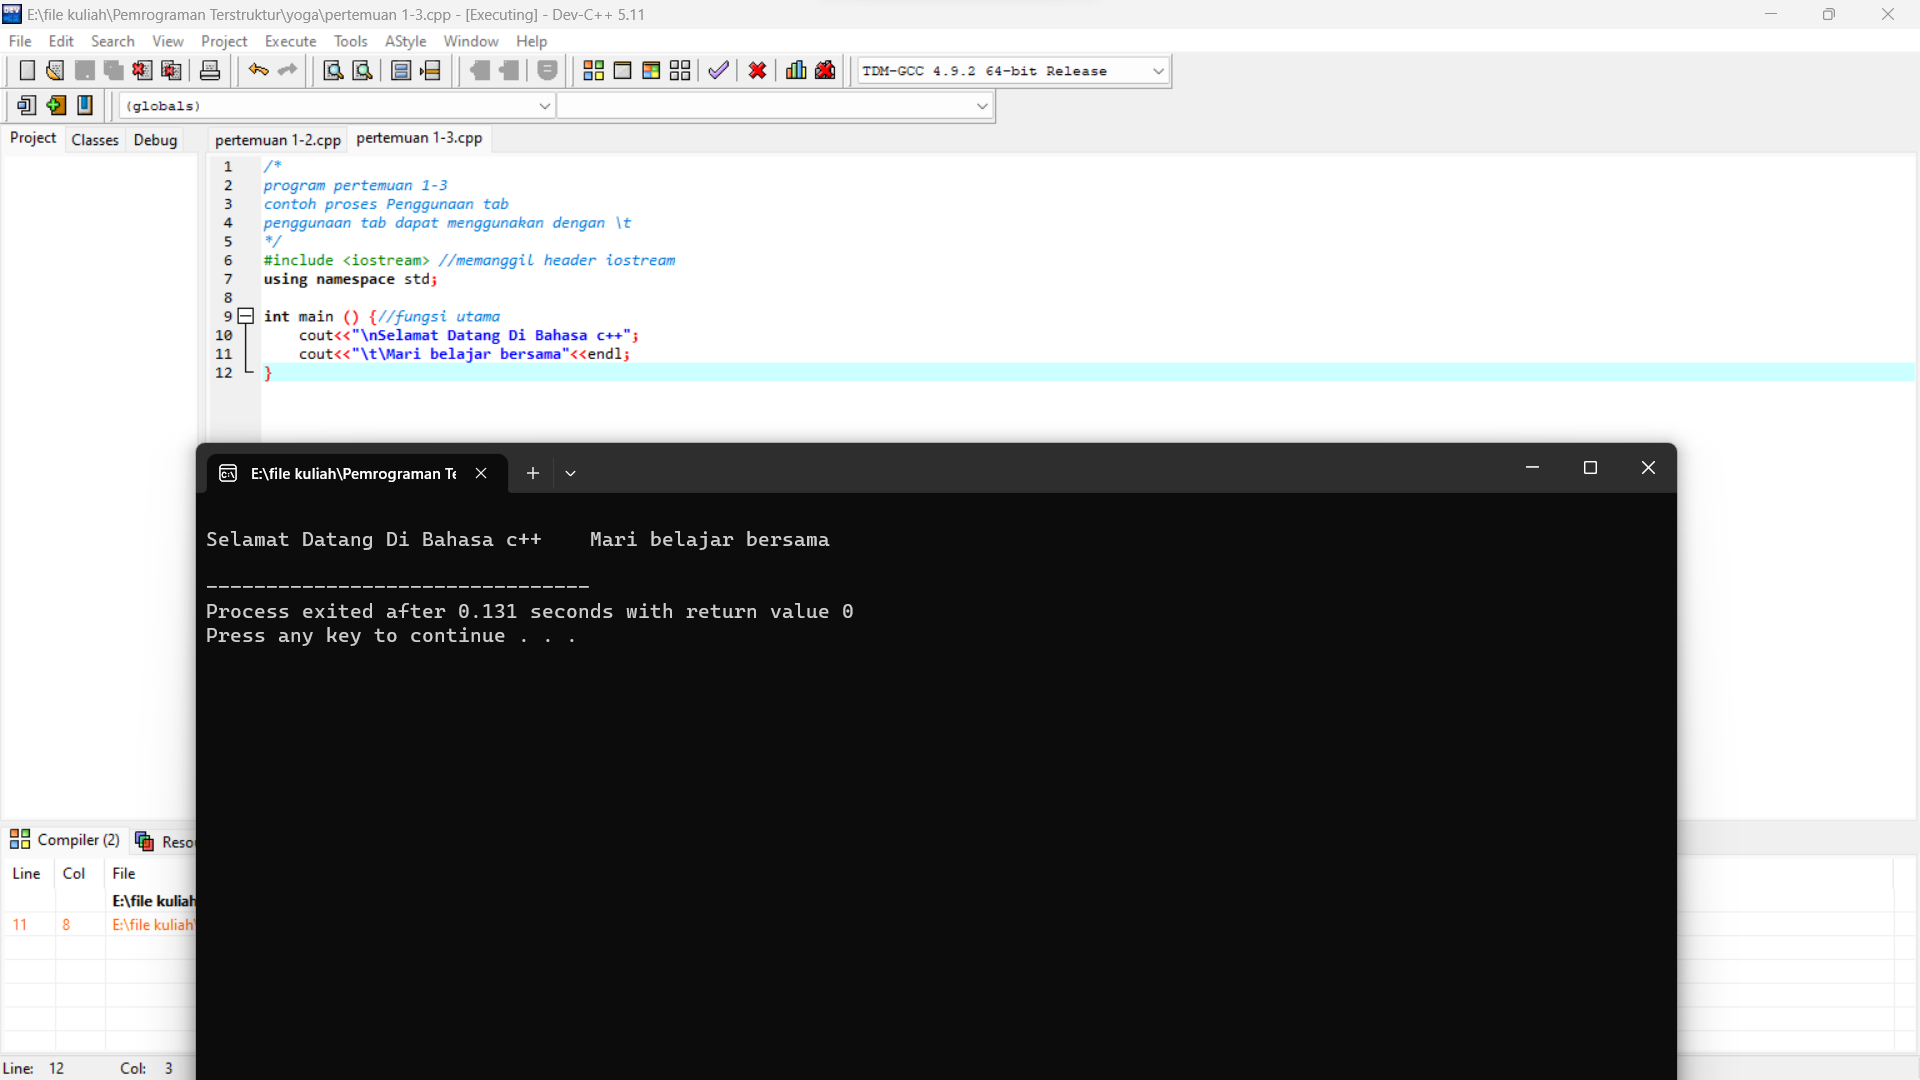 E:\file kuliah\Pemrograman Terstruktur\yoga\pertemuan 1-3.cpp - [Executing] - Dev-C++ 5.11
File Edit Search View Project Execute Tools AStyle Window Help
TDM-GCC 4.9.2 64-bit Release
(globals)
Project Classes Debug pertemuan 1-2.cpp pertemuan 1-3.cpp
1 /*
2 program pertemuan 1-3
3 contoh proses Penggunaan tab
4 penggunaan tab dapat menggunakan dengan \t
5 */
6 #include <iostream> //memanggil header iostream
7 using namespace std;
8
9 int main () {//fungsi utama
10 cout<<"\nSelamat Datang Di Bahasa c++";
11 cout<<"\t\Mari belajar bersama"<<endl;
12 }
E:\file kuliah\Pemrograman Te
Selamat Datang Di Bahasa c++    Mari belajar bersama
--------------------------------
Process exited after 0.131 seconds with return value 0
Press any key to continue . . .
Compiler (2) Resou
Line Col File
E:\file kuliah
11 8 E:\file kuliah\
Line: 12 Col: 3